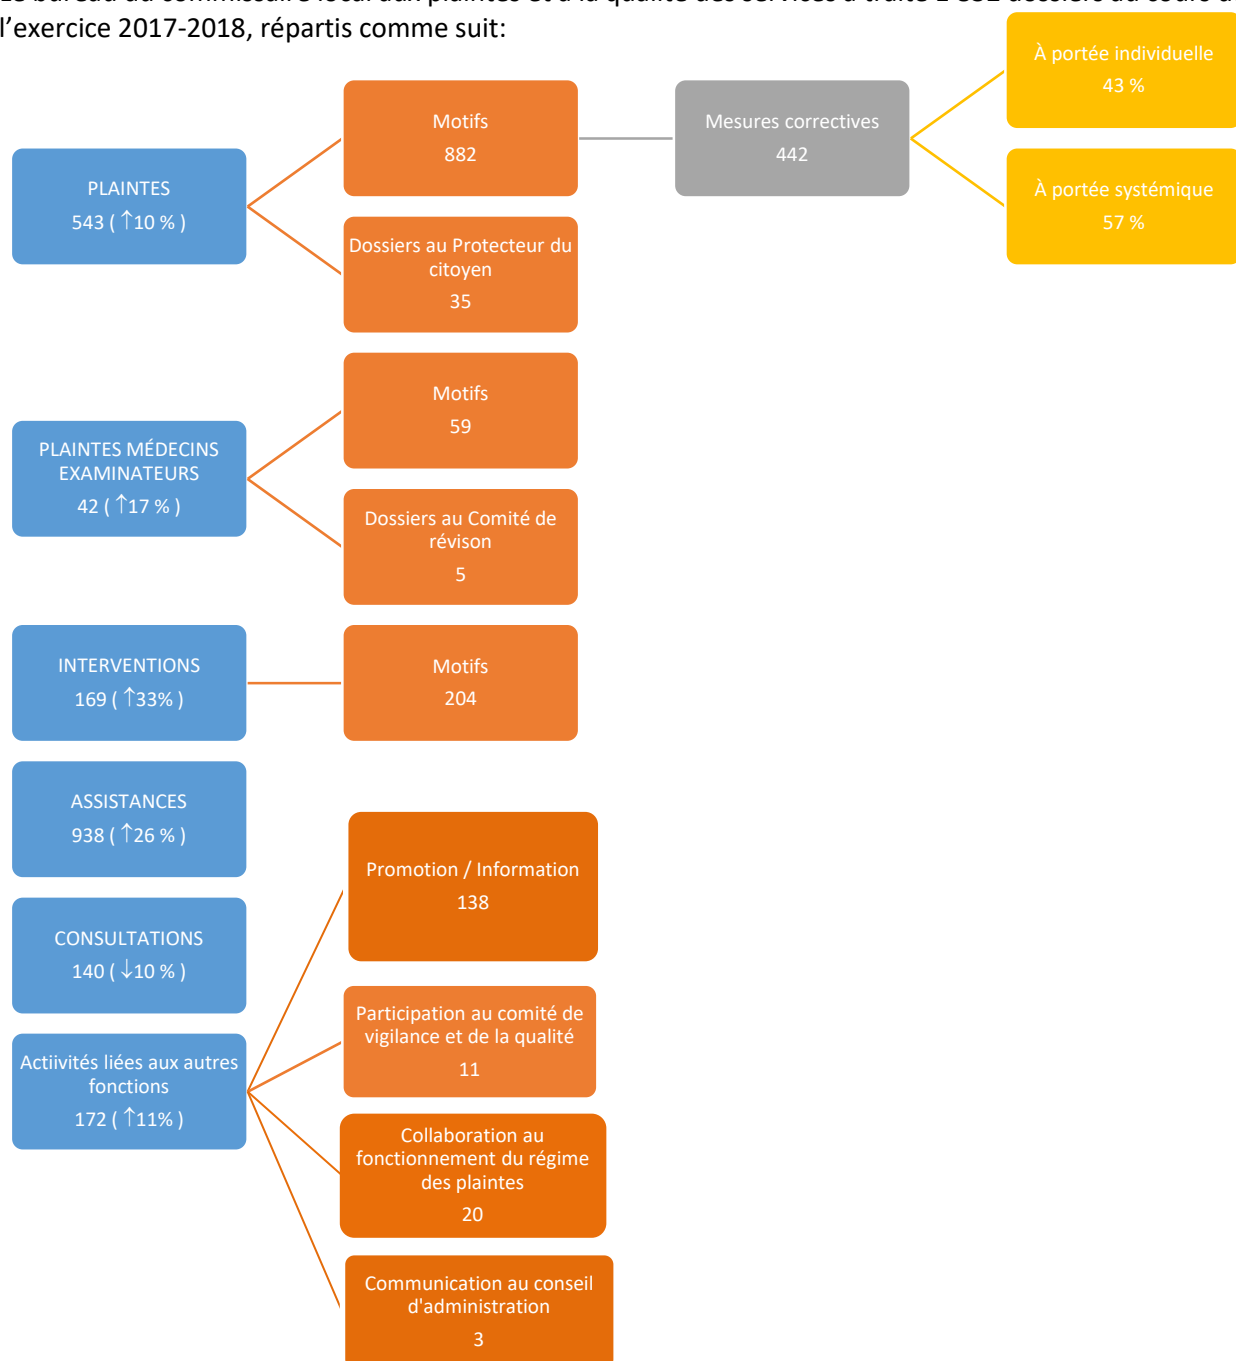 l’exercice 2017-2018, répartis comme suit:
À portée individuelle
43 %
Motifs
882
Mesures correctives
442
PLAINTES
543 ( ↑10 % )
À portée systémique
57 %
Dossiers au Protecteur du
citoyen
35
Motifs
59
PLAINTES MÉDECINS
EXAMINATEURS
42 ( ↑17 % )
Dossiers au Comité de
révison
5
INTERVENTIONS
169 ( ↑33% )
Motifs
204
ASSISTANCES
938 ( ↑26 % )
Promotion / Information
138
CONSULTATIONS
140 ( ↓10 % )
Participation au comité de
vigilance et de la qualité
11
Actiivités liées aux autres
fonctions
172 ( ↑11% )
Collaboration au
fonctionnement du régime
des plaintes
20
Communication au conseil
d'administration
3